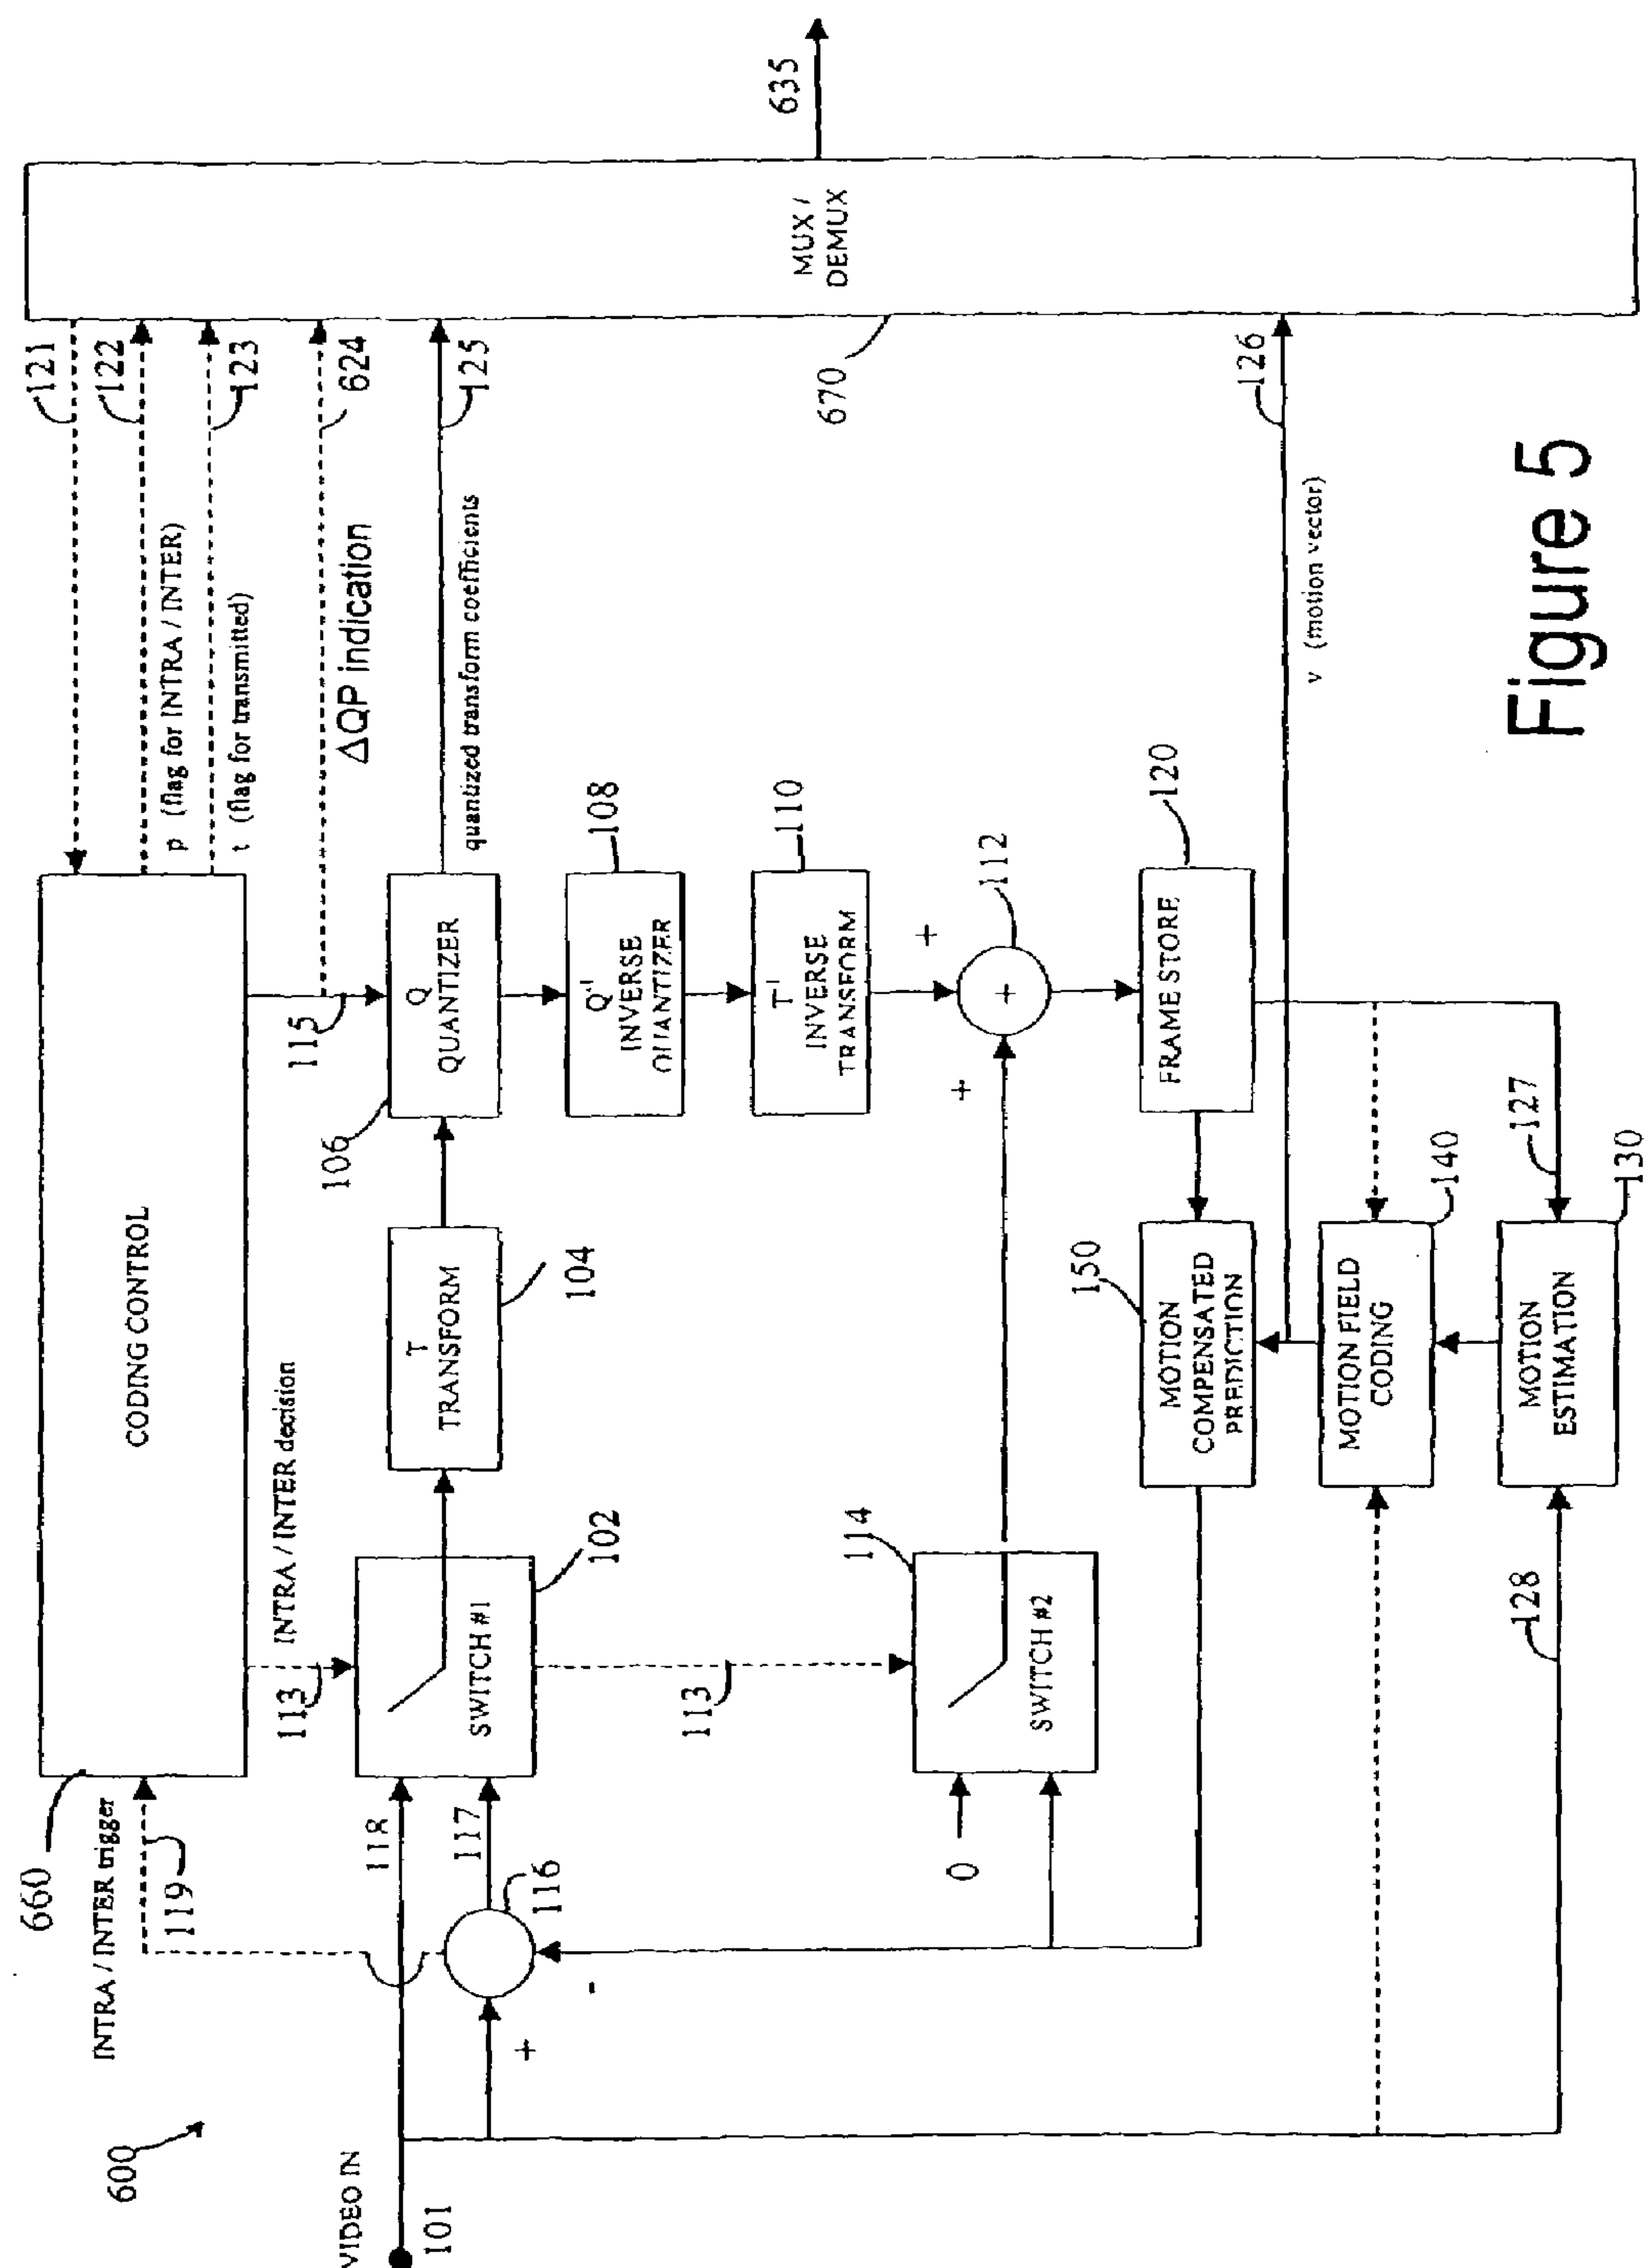 600
VIDEO IN
101
INTRA / INTER trigger
119
660
CODING CONTROL
121
122
p (flag for INTRA / INTER)
123
t (flag for transmitted)
624
ΔQP indication
125
quantized transform coefficients
118
117
116
+
-
113
INTRA / INTER decision
SWITCH #1
102
113
T
TRANSFORM
104
115
106
Q
QUANTIZER
Q-1
INVERSE
QUANTIZER
108
INVERSE
TRANSFORM
110
+
+
+
112
0
SWITCH #2
114
FRAME STORE
120
150
MOTION
COMPENSATED
PREDICTION
MOTION FIELD
CODING
140
MOTION
ESTIMATION
130
127
128
126
v (motion vector)
670
MUX /
DEMUX
635
Figure 5